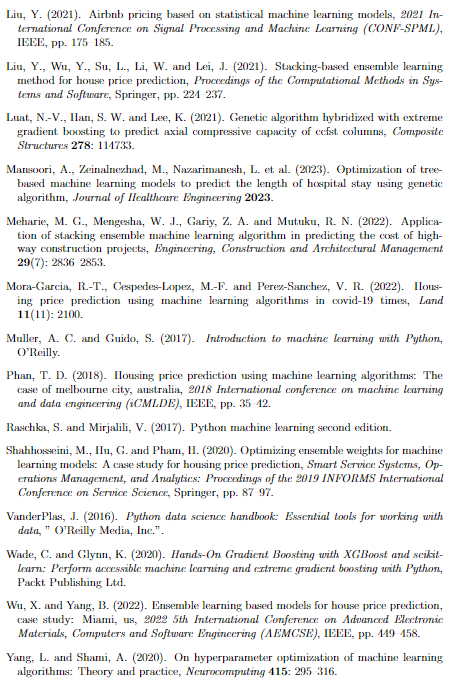 Liu, Y. (2021). Airbnb pricing based on statistical machine learning models, 2021 In-
ternational Conference on Signal Processing and Machine Learning (CONF-SPML),
IEEE, pp. 175–185.
Liu, Y., Wu, Y., Su, L., Li, W. and Lei, J. (2021). Stacking-based ensemble learning
method for house price prediction, Proceedings of the Computational Methods in Sys-
tems and Software, Springer, pp. 224–237.
Luat, N.-V., Han, S. W. and Lee, K. (2021). Genetic algorithm hybridized with extreme
gradient boosting to predict axial compressive capacity of ccfst columns, Composite
Structures 278: 114733.
Mansoori, A., Zeinalnezhad, M., Nazarimanesh, L. et al. (2023). Optimization of tree-
based machine learning models to predict the length of hospital stay using genetic
algorithm, Journal of Healthcare Engineering 2023.
Meharie, M. G., Mengesha, W. J., Gariy, Z. A. and Mutuku, R. N. (2022). Applica-
tion of stacking ensemble machine learning algorithm in predicting the cost of high-
way construction projects, Engineering, Construction and Architectural Management
29(7): 2836–2853.
Mora-Garcia, R.-T., Cespedes-Lopez, M.-F. and Perez-Sanchez, V. R. (2022). Hous-
ing price prediction using machine learning algorithms in covid-19 times, Land
11(11): 2100.
Muller, A. C. and Guido, S. (2017). Introduction to machine learning with Python,
O'Reilly.
Phan, T. D. (2018). Housing price prediction using machine learning algorithms: The
case of melbourne city, australia, 2018 International conference on machine learning
and data engineering (iCMLDE), IEEE, pp. 35–42.
Raschka, S. and Mirjalili, V. (2017). Python machine learning second edition.
Shahhosseini, M., Hu, G. and Pham, H. (2020). Optimizing ensemble weights for machine
learning models: A case study for housing price prediction, Smart Service Systems, Op-
erations Management, and Analytics: Proceedings of the 2019 INFORMS International
Conference on Service Science, Springer, pp. 87–97.
VanderPlas, J. (2016). Python data science handbook: Essential tools for working with
data, " O'Reilly Media, Inc.".
Wade, C. and Glynn, K. (2020). Hands-On Gradient Boosting with XGBoost and scikit-
learn: Perform accessible machine learning and extreme gradient boosting with Python,
Packt Publishing Ltd.
Wu, X. and Yang, B. (2022). Ensemble learning based models for house price prediction,
case study: Miami, us, 2022 5th International Conference on Advanced Electronic
Materials, Computers and Software Engineering (AEMCSE), IEEE, pp. 449–458.
Yang, L. and Shami, A. (2020). On hyperparameter optimization of machine learning
algorithms: Theory and practice, Neurocomputing 415: 295–316.